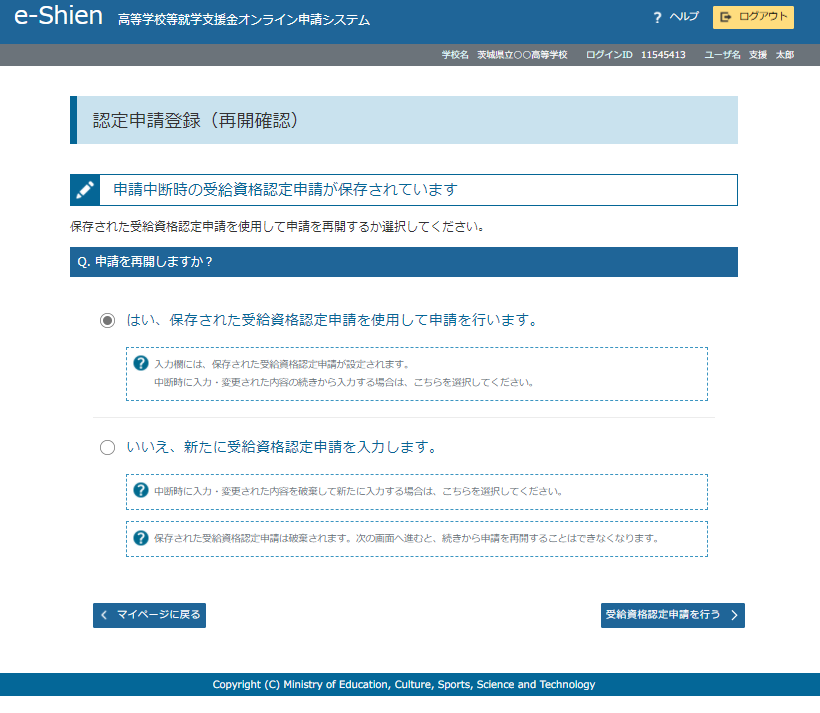 e-Shien 高等学校等就学支援金オンライン申請システム ? ヘルプ ログアウト
学校名 茨城県立〇〇高等学校 ログインID 11545413 ユーザ名 支援 太郎
認定申請登録（再開確認）
申請中断時の受給資格認定申請が保存されています
保存された受給資格認定申請を使用して申請を再開するか選択してください。
Q. 申請を再開しますか？
はい、保存された受給資格認定申請を使用して申請を行います。
? 入力欄には、保存された受給資格認定申請が設定されます。
中断時に入力・変更された内容の続きから入力する場合は、こちらを選択してください。
いいえ、新たに受給資格認定申請を入力します。
? 中断時に入力・変更された内容を破棄して新たに入力する場合は、こちらを選択してください。
? 保存された受給資格認定申請は破棄されます。次の画面へ進むと、続きから申請を再開することはできなくなります。
マイページに戻る 受給資格認定申請を行う
Copyright (C) Ministry of Education, Culture, Sports, Science and Technology